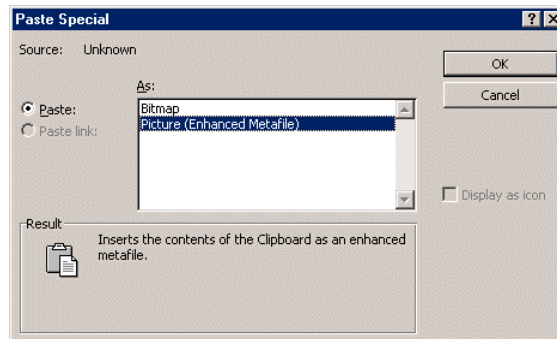 Paste Special
Source: Unknown
As:
Paste:
Paste link:
Bitmap
Picture (Enhanced Metafile)
OK
Cancel
Display as icon
Result
Inserts the contents of the Clipboard as an enhanced
metafile.